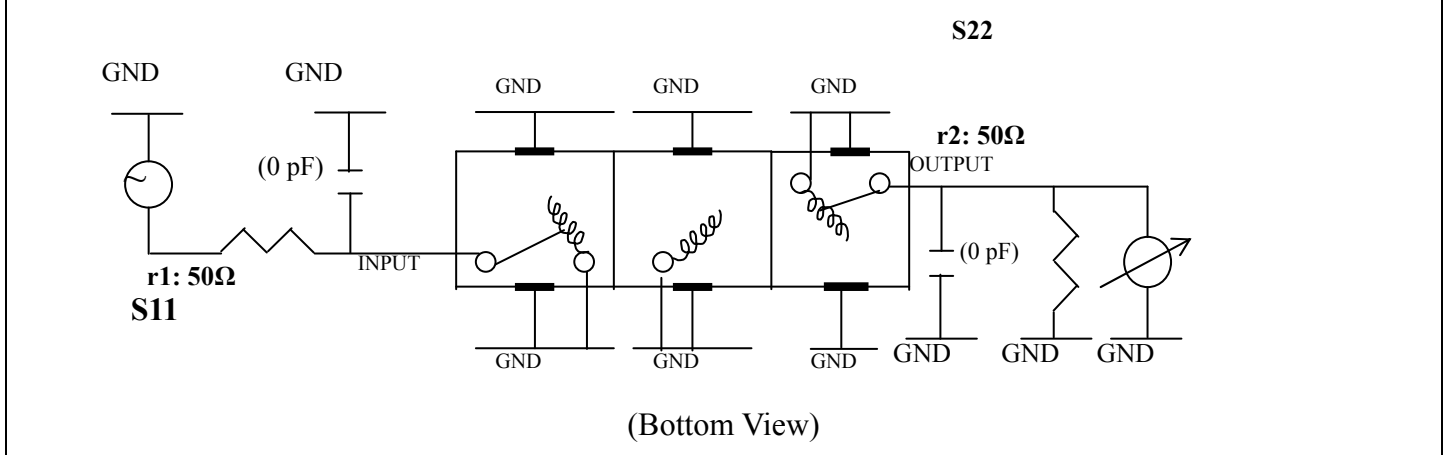 S22
GND
GND
GND
GND
GND
r2: 50Ω
(0 pF)
OUTPUT
INPUT
(0 pF)
r1: 50Ω
S11
GND
GND
GND
GND
GND
GND
(Bottom View)